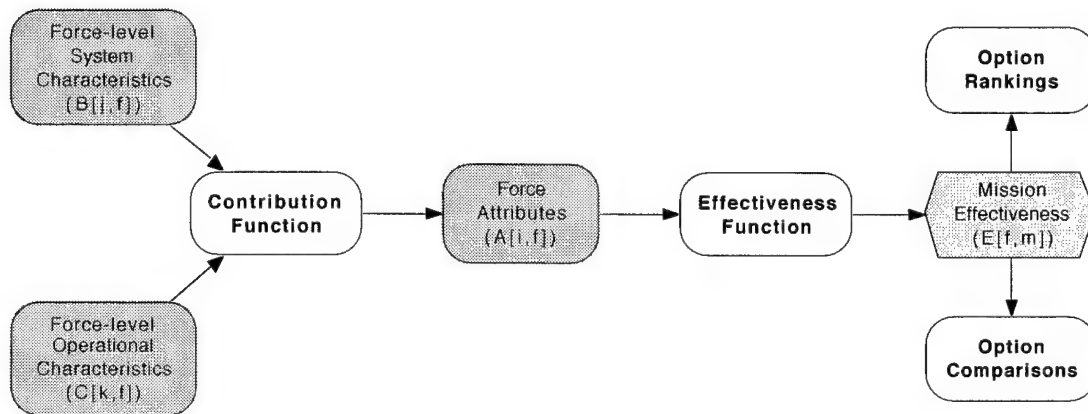 Force-level
System
Characteristics
(B[j,f])
Option
Rankings
Contribution
Function
Force
Attributes
(A[i,f])
Effectiveness
Function
Mission
Effectiveness
(E[f,m])
Force-level
Operational
Characteristics
(C[k,f])
Option
Comparisons